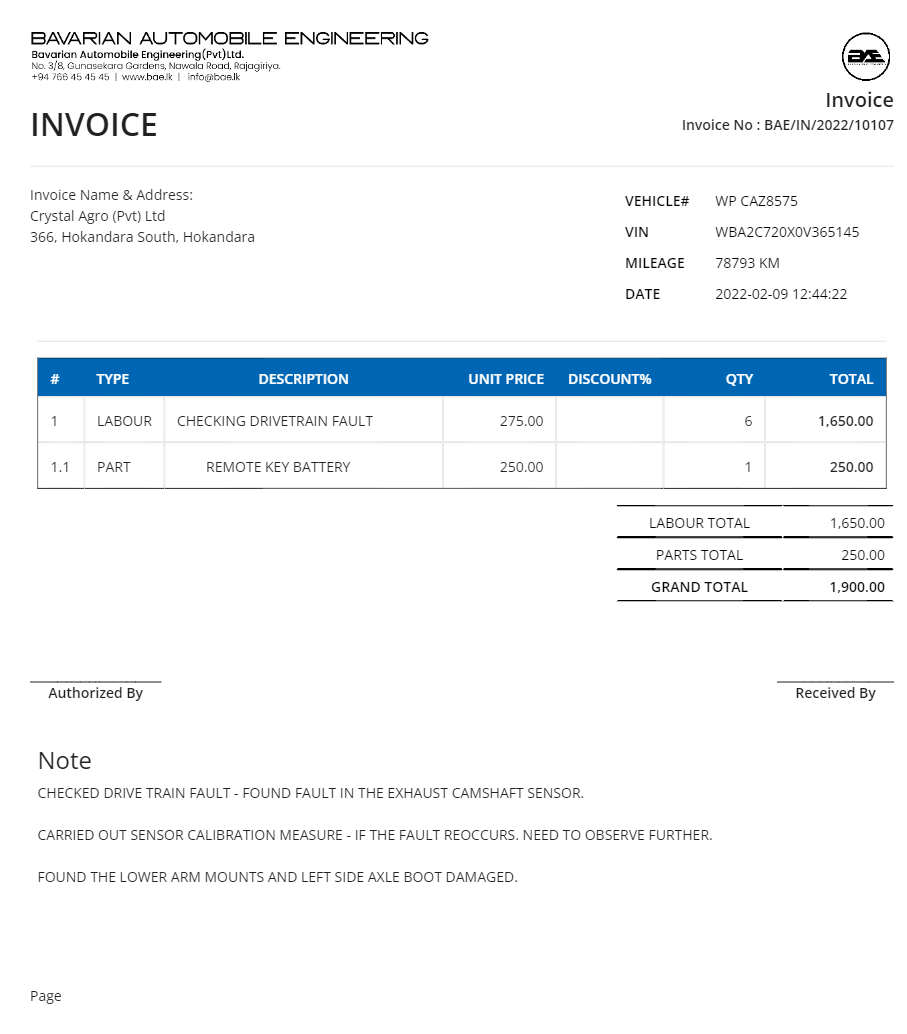 BAVARIAN AUTOMOBILE ENGINEERING
Bavarian Automobile Engineering(Pvt)Ltd.
No. 3/8, Gunasekara Gardens, Nawala Road, Rajagiriya.
+94 766 45 45 45 | www.bae.lk | info@bae.lk
BAE
Invoice
INVOICE
Invoice No : BAE/IN/2022/10107
Invoice Name & Address:
Crystal Agro (Pvt) Ltd
366, Hokandara South, Hokandara
VEHICLE# WP CAZ8575
VIN WBA2C720X0V365145
MILEAGE 78793 KM
DATE 2022-02-09 12:44:22
# TYPE DESCRIPTION UNIT PRICE DISCOUNT% QTY TOTAL
1 LABOUR CHECKING DRIVETRAIN FAULT 275.00 6 1,650.00
1.1 PART REMOTE KEY BATTERY 250.00 1 250.00
LABOUR TOTAL 1,650.00
PARTS TOTAL 250.00
GRAND TOTAL 1,900.00
Authorized By Received By
Note
CHECKED DRIVE TRAIN FAULT - FOUND FAULT IN THE EXHAUST CAMSHAFT SENSOR.
CARRIED OUT SENSOR CALIBRATION MEASURE - IF THE FAULT REOCCURS. NEED TO OBSERVE FURTHER.
FOUND THE LOWER ARM MOUNTS AND LEFT SIDE AXLE BOOT DAMAGED.
Page